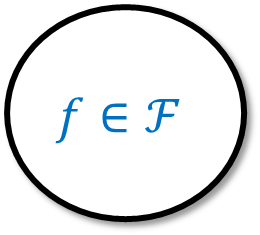 𝑓 ∈ ℱ